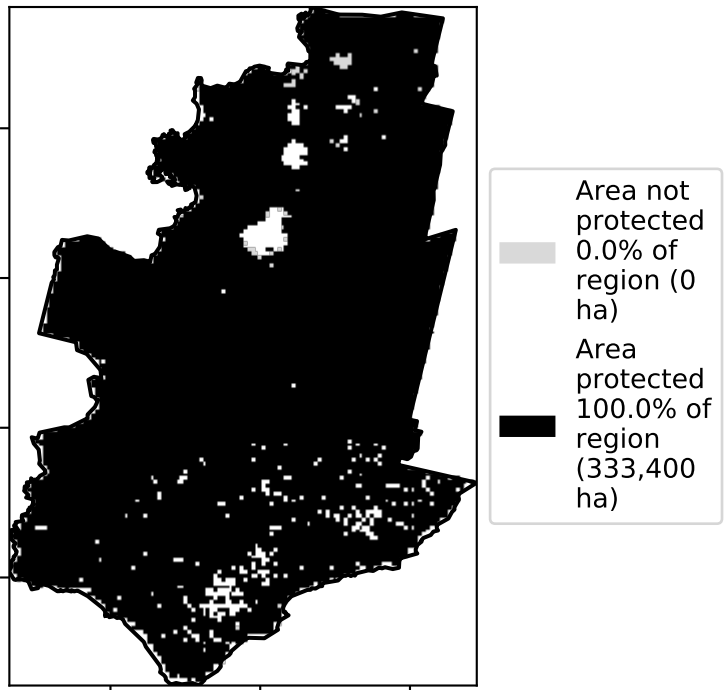 Area not
protected
0.0% of
region (0
ha)
Area
protected
100.0% of
region
(333,400
ha)